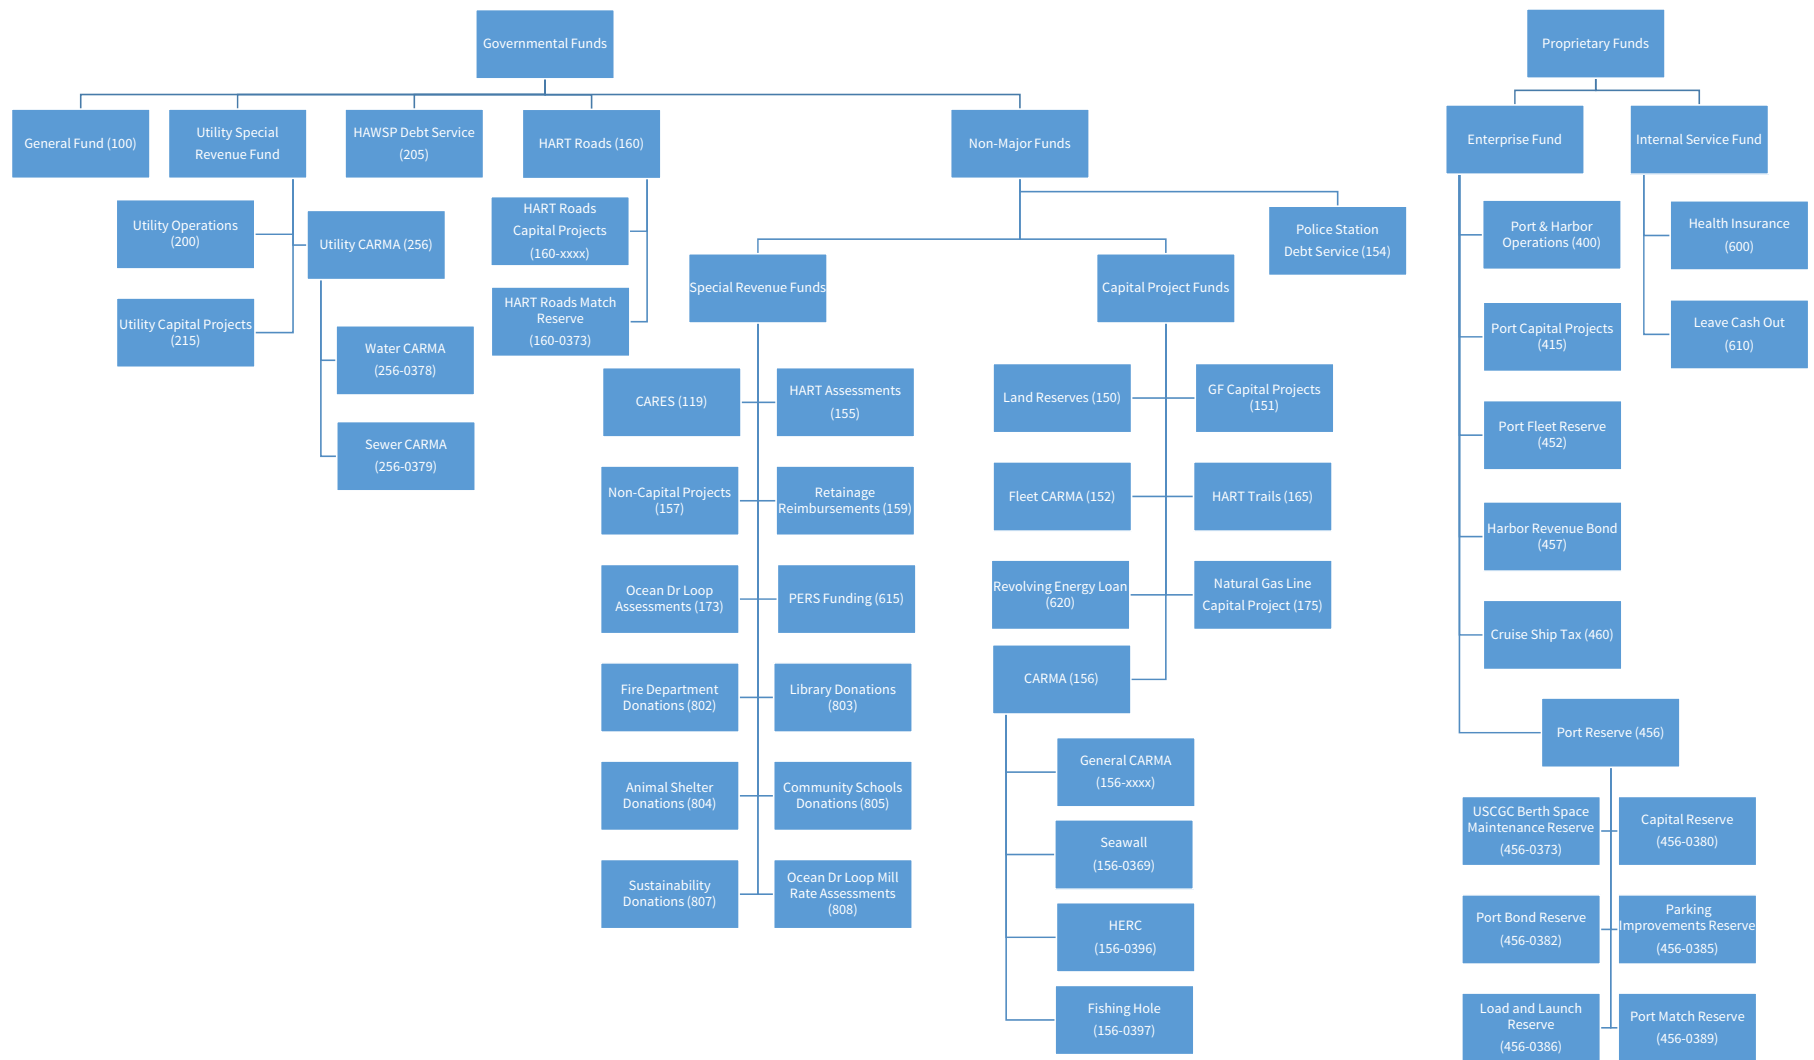 Governmental Funds
Proprietary Funds
General Fund (100)
Utility Special
Revenue Fund
HAWSP Debt Service
(205)
HART Roads (160)
Non-Major Funds
Enterprise Fund
Internal Service Fund
Utility Operations
(200)
Utility CARMA (256)
Utility Capital Projects
(215)
Water CARMA
(256-0378)
Sewer CARMA
(256-0379)
HART Roads
Capital Projects
(160-xxxx)
HART Roads Match
Reserve
(160-0373)
Police Station
Debt Service (154)
Special Revenue Funds
Capital Project Funds
CARES (119)
HART Assessments
(155)
Non-Capital Projects
(157)
Retainage
Reimbursements (159)
Ocean Dr Loop
Assessments (173)
PERS Funding (615)
Fire Department
Donations (802)
Library Donations
(803)
Animal Shelter
Donations (804)
Community Schools
Donations (805)
Sustainability
Donations (807)
Ocean Dr Loop Mill
Rate Assessments
(808)
Land Reserves (150)
GF Capital Projects
(151)
Fleet CARMA (152)
HART Trails (165)
Revolving Energy Loan
(620)
Natural Gas Line
Capital Project (175)
CARMA (156)
General CARMA
(156-xxxx)
Seawall
(156-0369)
HERC
(156-0396)
Fishing Hole
(156-0397)
Port & Harbor
Operations (400)
Port Capital Projects
(415)
Port Fleet Reserve
(452)
Harbor Revenue Bond
(457)
Cruise Ship Tax (460)
Port Reserve (456)
USCGC Berth Space
Maintenance Reserve
(456-0373)
Capital Reserve
(456-0380)
Port Bond Reserve
(456-0382)
Parking
Improvements Reserve
(456-0385)
Load and Launch
Reserve
(456-0386)
Port Match Reserve
(456-0389)
Health Insurance
(600)
Leave Cash Out
(610)